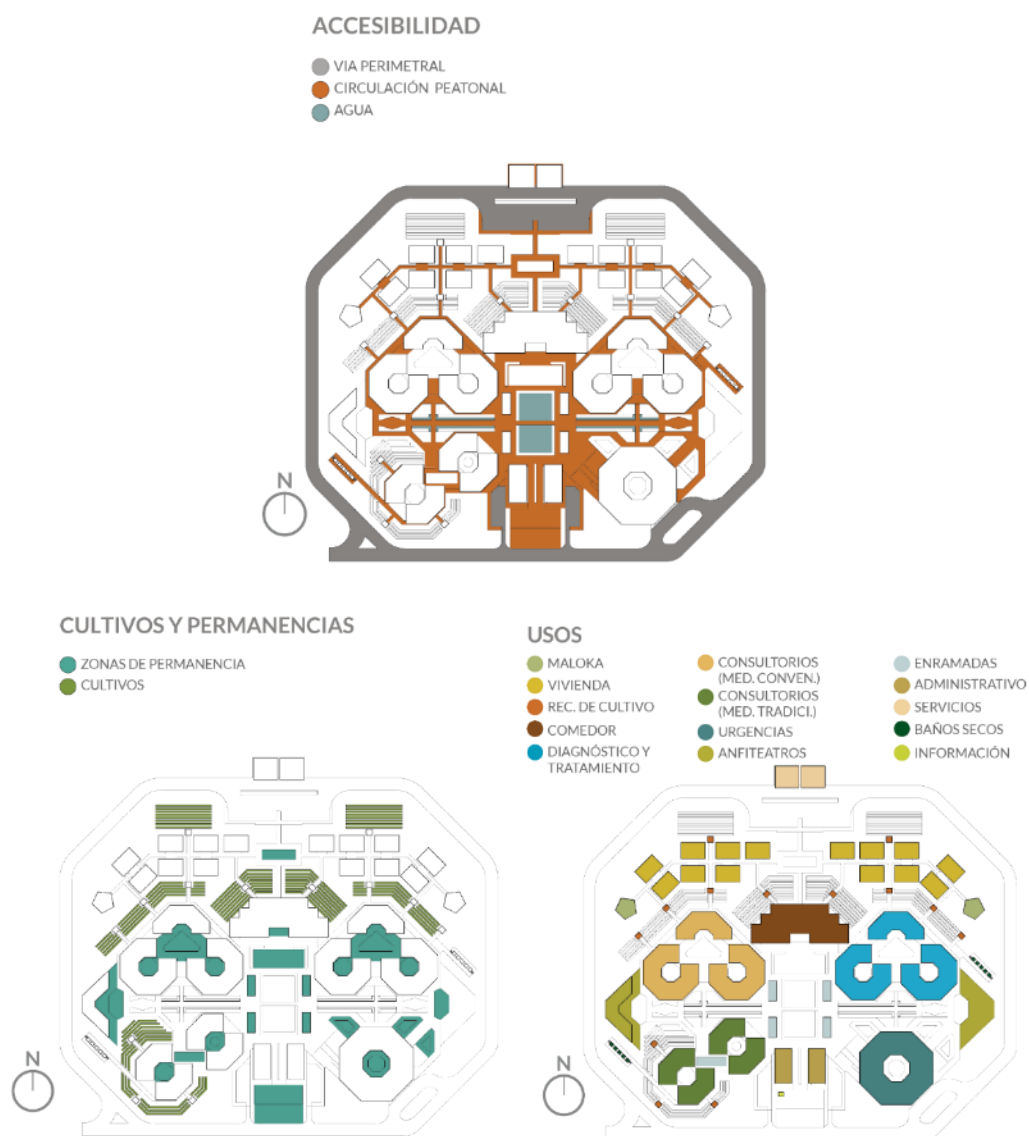 ACCESIBILIDAD
VIA PERIMETRAL
CIRCULACIÓN PEATONAL
AGUA
N
CULTIVOS Y PERMANENCIAS
ZONAS DE PERMANENCIA
CULTIVOS
N
USOS
MALOKA
VIVIENDA
REC. DE CULTIVO
COMEDOR
DIAGNÓSTICO Y
TRATAMIENTO
CONSULTORIOS
(MED. CONVEN.)
CONSULTORIOS
(MED. TRADICI.)
URGENCIAS
ANFITEATROS
ENRAMADAS
ADMINISTRATIVO
SERVICIOS
BAÑOS SECOS
INFORMACIÓN
N